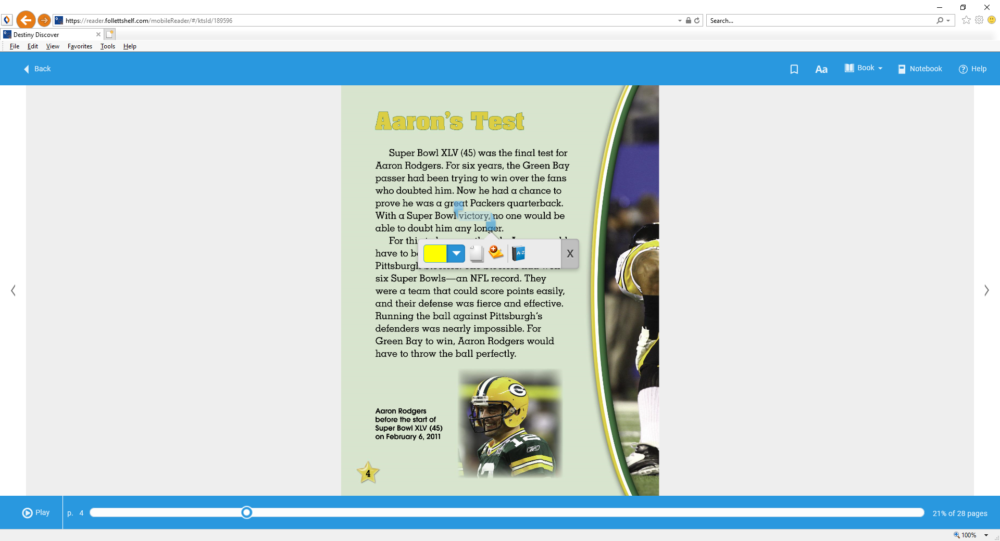 https://reader.follettshelf.com/mobileReader/#/ktsld/189596
Search...
Destiny Discover
File Edit View Favorites Tools Help
Back
Aa Book Notebook ? Help
Aaron's Test
Super Bowl XLV (45) was the final test for
Aaron Rodgers. For six years, the Green Bay
passer had been trying to win over the fans
who doubted him. Now he had a chance to
prove he was a great Packers quarterback.
With a Super Bowl victory, no one would be
able to doubt him any longer.
For
have to
A-Z
X
six Super Bowls—an NFL record. They
were a team that could score points easily,
and their defense was fierce and effective.
Running the ball against Pittsburgh's
defenders was nearly impossible. For
Green Bay to win, Aaron Rodgers would
have to throw the ball perfectly.
Aaron Rodgers
before the start of
Super Bowl XLV (45)
on February 6, 2011
G
12
4
Play
p. 4
21% of 28 pages
100%